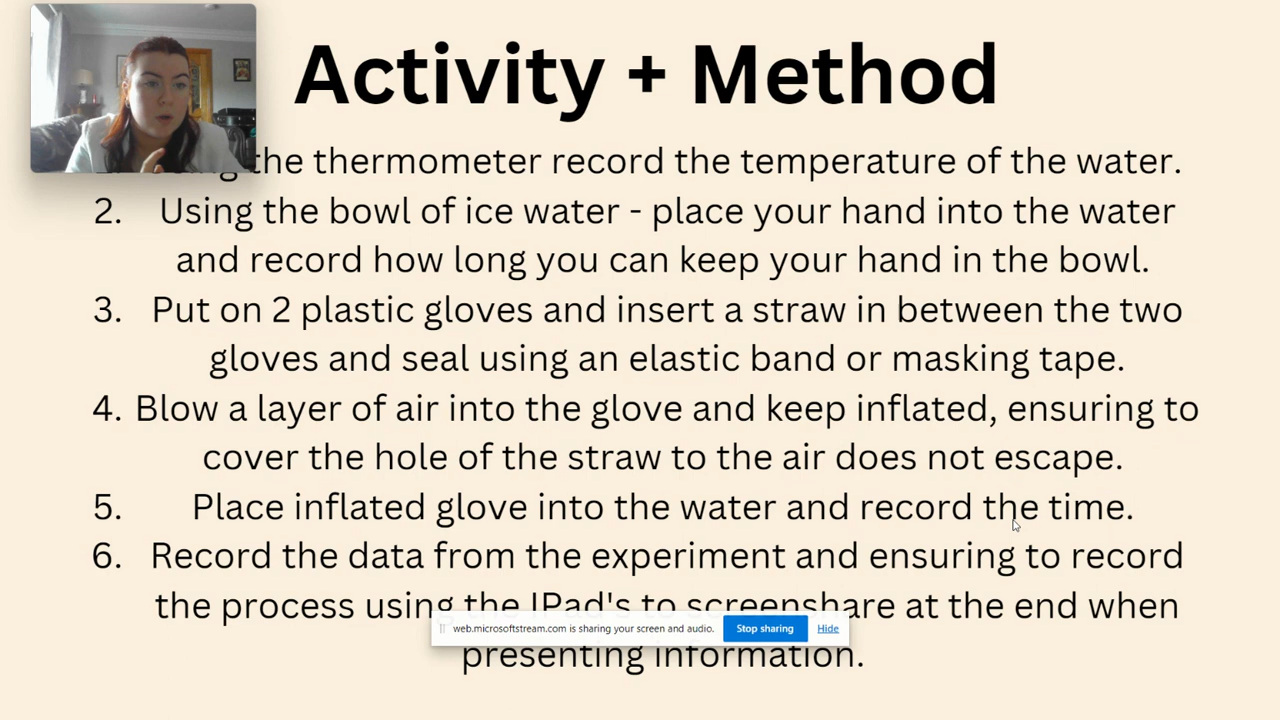 Activity + Method
the thermometer record the temperature of the water.
2. Using the bowl of ice water - place your hand into the water
and record how long you can keep your hand in the bowl.
3. Put on 2 plastic gloves and insert a straw in between the two
gloves and seal using an elastic band or masking tape.
4. Blow a layer of air into the glove and keep inflated, ensuring to
cover the hole of the straw to the air does not escape.
5. Place inflated glove into the water and record the time.
6. Record the data from the experiment and ensuring to record
the process using the IPad's to screenshare at the end when
web.microsoftstream.com is sharing your screen and audio. Stop sharing Hide
presenting information.